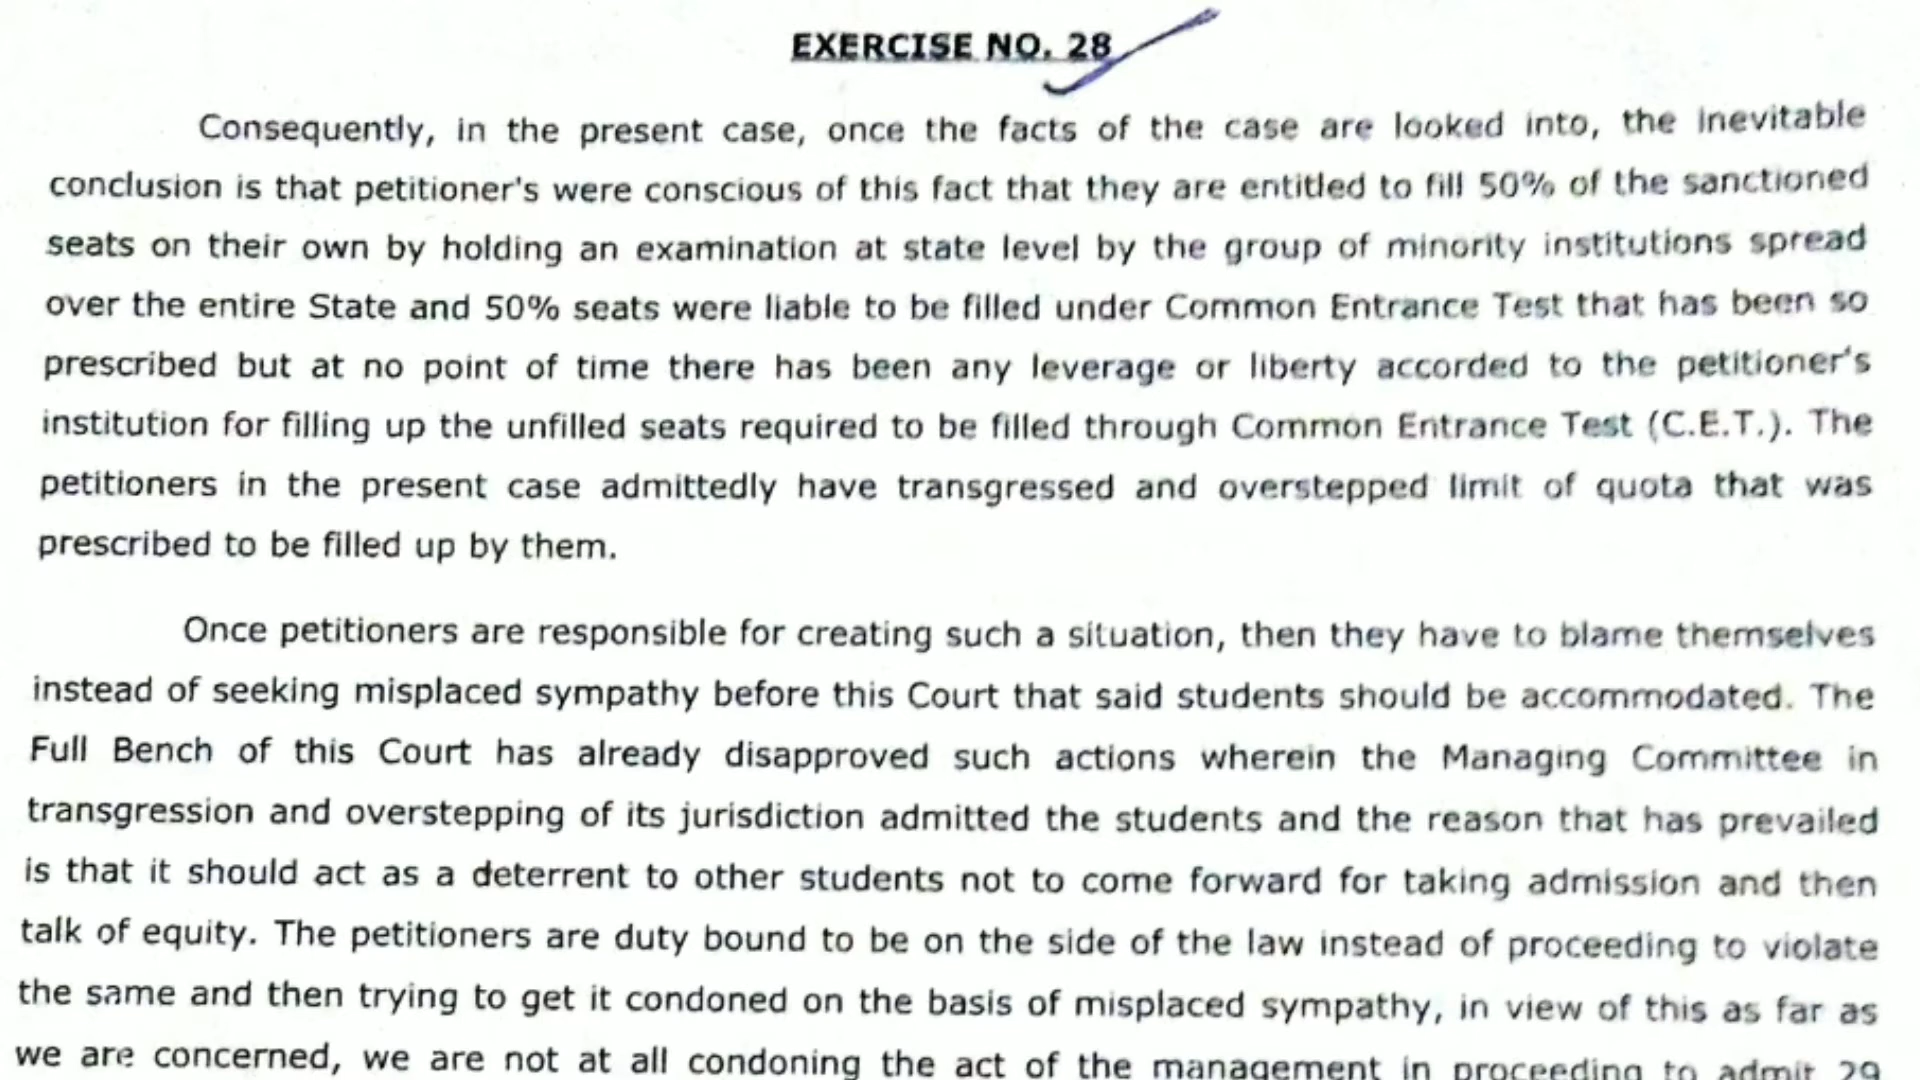 EXERCISE NO. 28
Consequently, in the present case, once the facts of the case are looked into, the inevitable
conclusion is that petitioner's were conscious of this fact that they are entitled to fill 50% of the sanctioned
seats on their own by holding an examination at state level by the group of minority institutions spread
over the entire State and 50% seats were liable to be filled under Common Entrance Test that has been so
prescribed but at no point of time there has been any leverage or liberty accorded to the petitioner's
institution for filling up the unfilled seats required to be filled through Common Entrance Test (C.E.T.). The
petitioners in the present case admittedly have transgressed and overstepped limit of quota that was
prescribed to be filled up by them.
Once petitioners are responsible for creating such a situation, then they have to blame themselves
instead of seeking misplaced sympathy before this Court that said students should be accommodated. The
Full Bench of this Court has already disapproved such actions wherein the Managing Committee in
transgression and overstepping of its jurisdiction admitted the students and the reason that has prevailed
is that it should act as a deterrent to other students not to come forward for taking admission and then
talk of equity. The petitioners are duty bound to be on the side of the law instead of proceeding to violate
the same and then trying to get it condoned on the basis of misplaced sympathy, in view of this as far as
we are concerned, we are not at all condoning the act of the management in proceeding to admit 29